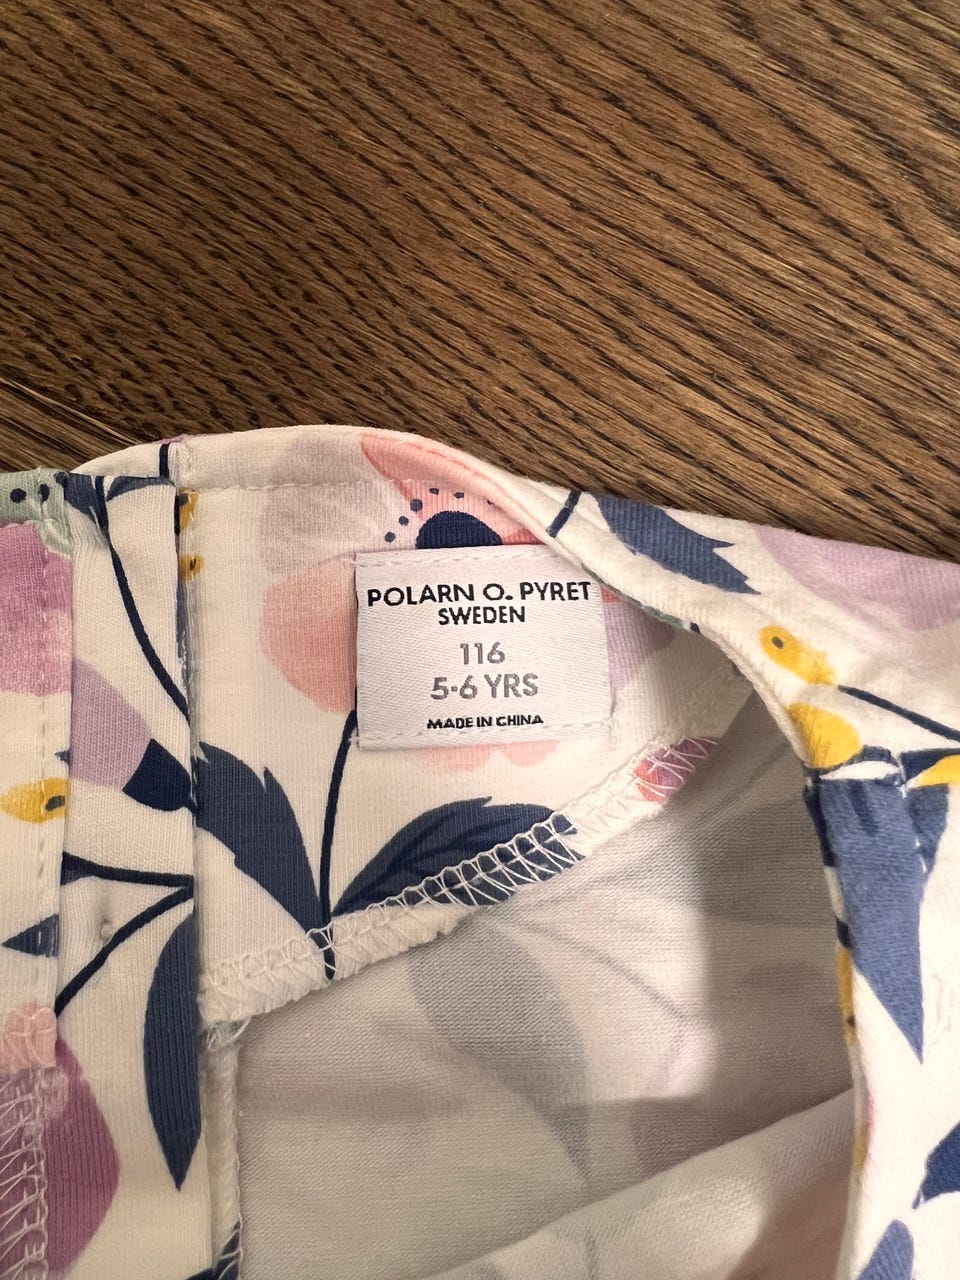 POLARN O. PYRET
SWEDEN
116
5-6 YRS
MADE IN CHINA